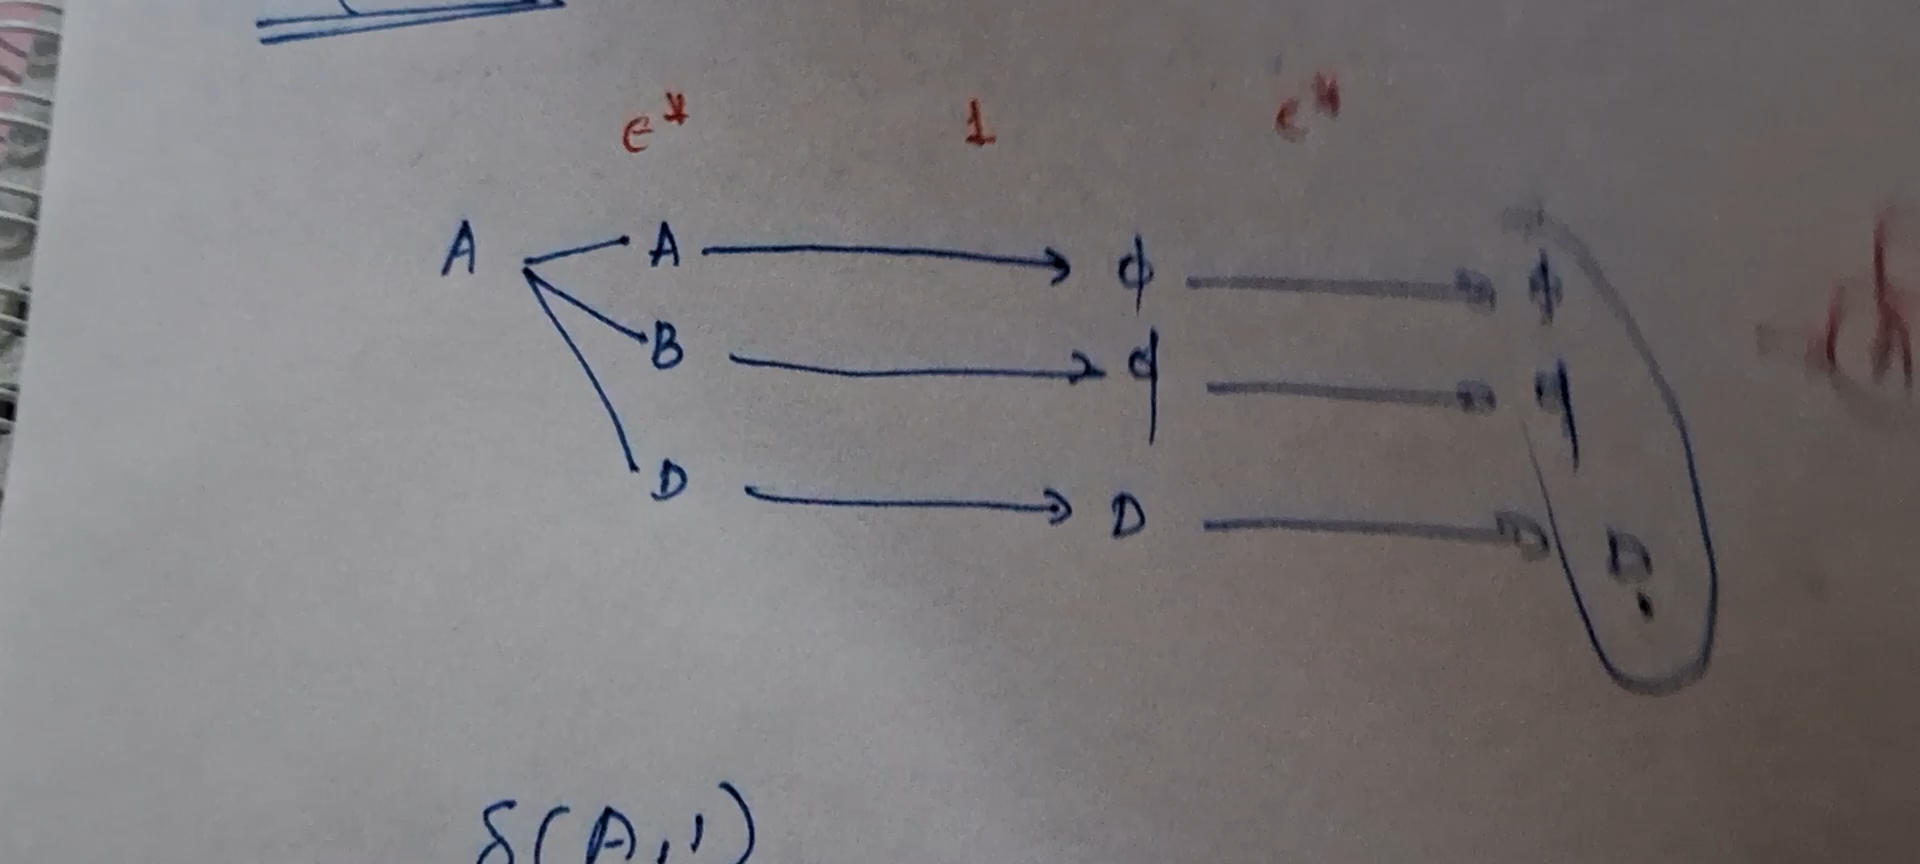 ϵ* 1 ϵ*
A A → ϕ → ϕ
B → ϕ → ϕ
D → D → D
δ(A,1)